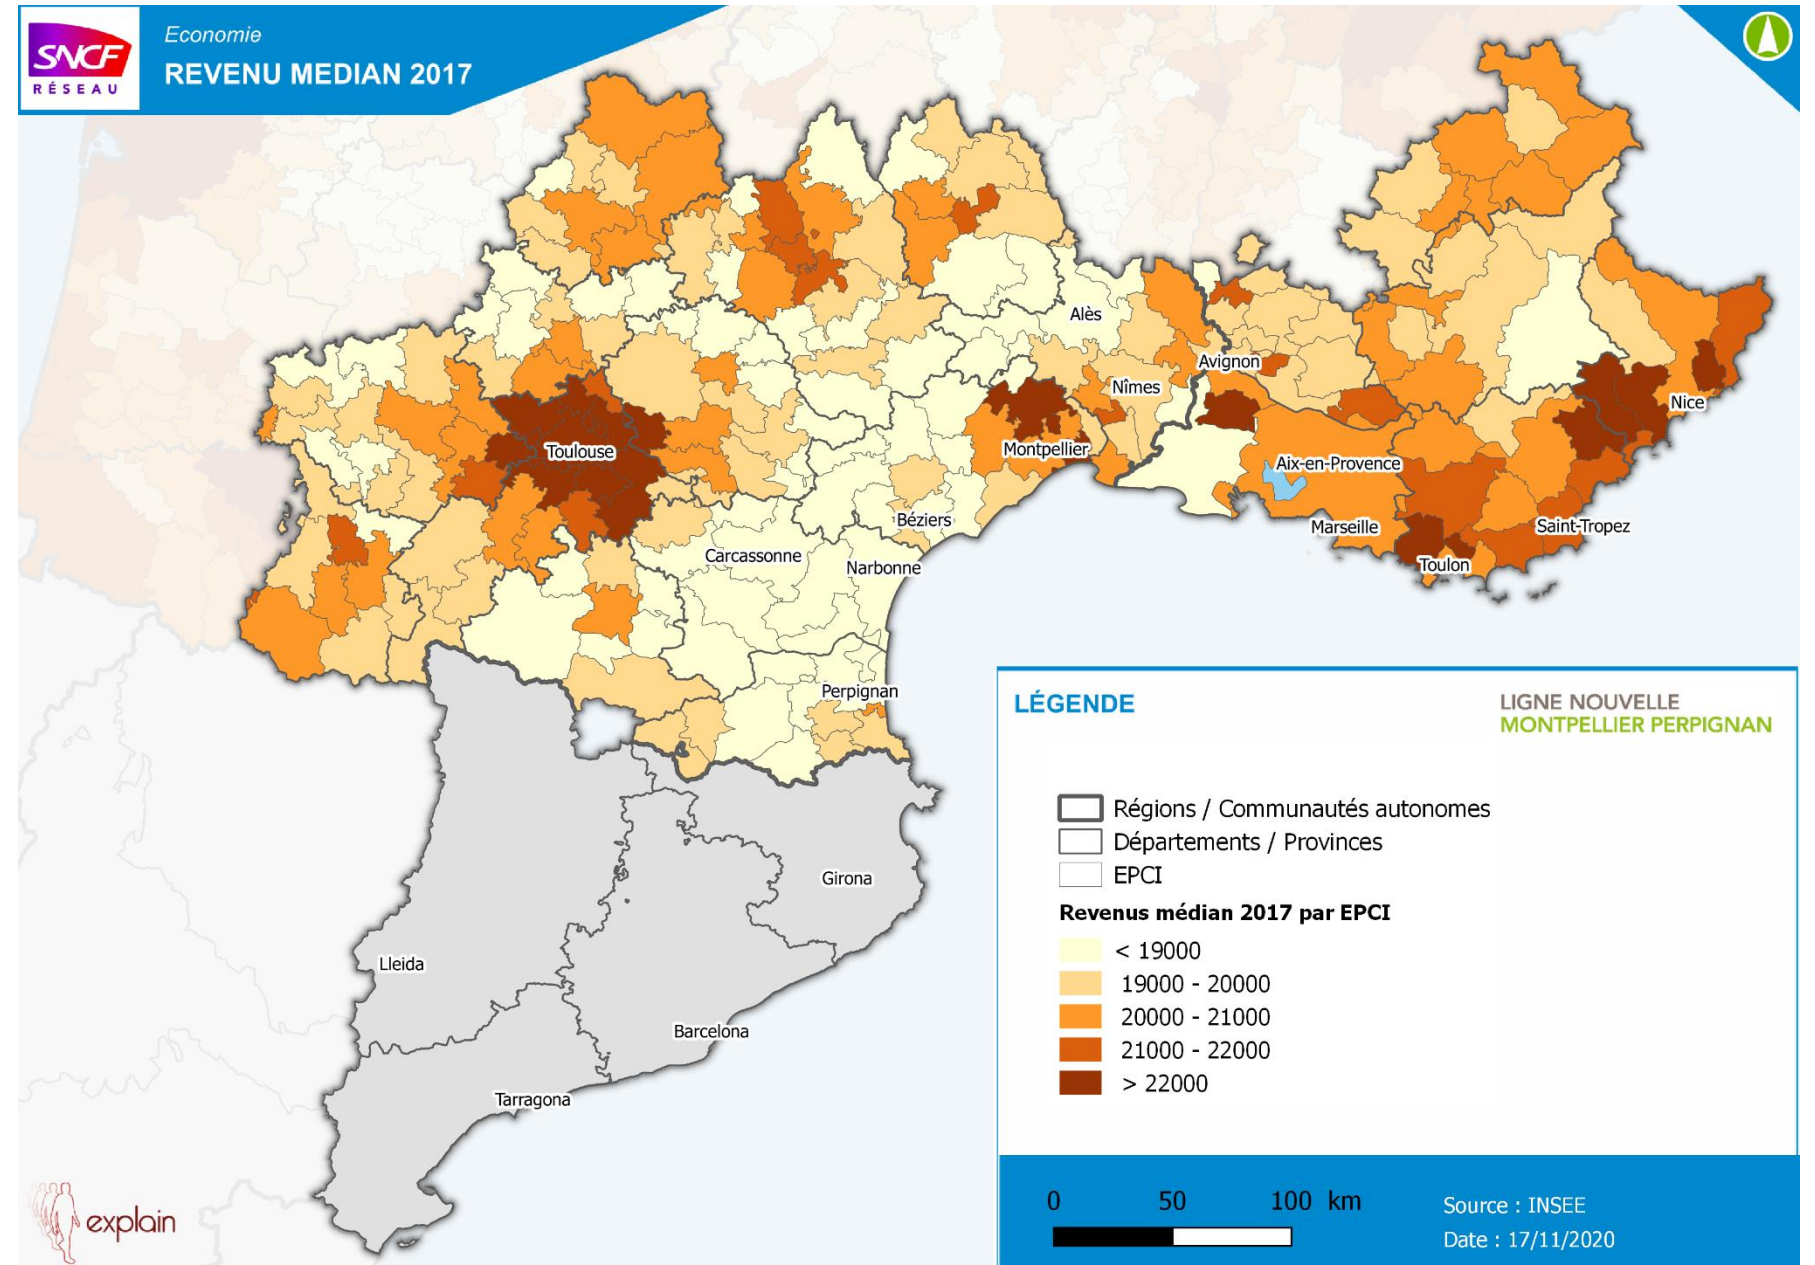 SNCF
RÉSEAU
Economie
REVENU MEDIAN 2017
Alès
Avignon
Nîmes
Nice
Toulouse
Montpellier
Aix-en-Provence
Béziers
Marseille
Saint-Tropez
Carcassonne
Narbonne
Toulon
Perpignan
Girona
Lleida
Barcelona
Tarragona
LÉGENDE
LIGNE NOUVELLE
MONTPELLIER PERPIGNAN
Régions / Communautés autonomes
Départements / Provinces
EPCI
Revenus médian 2017 par EPCI
< 19000
19000 - 20000
20000 - 21000
21000 - 22000
> 22000
0 50 100 km
Source : INSEE
Date : 17/11/2020
explain